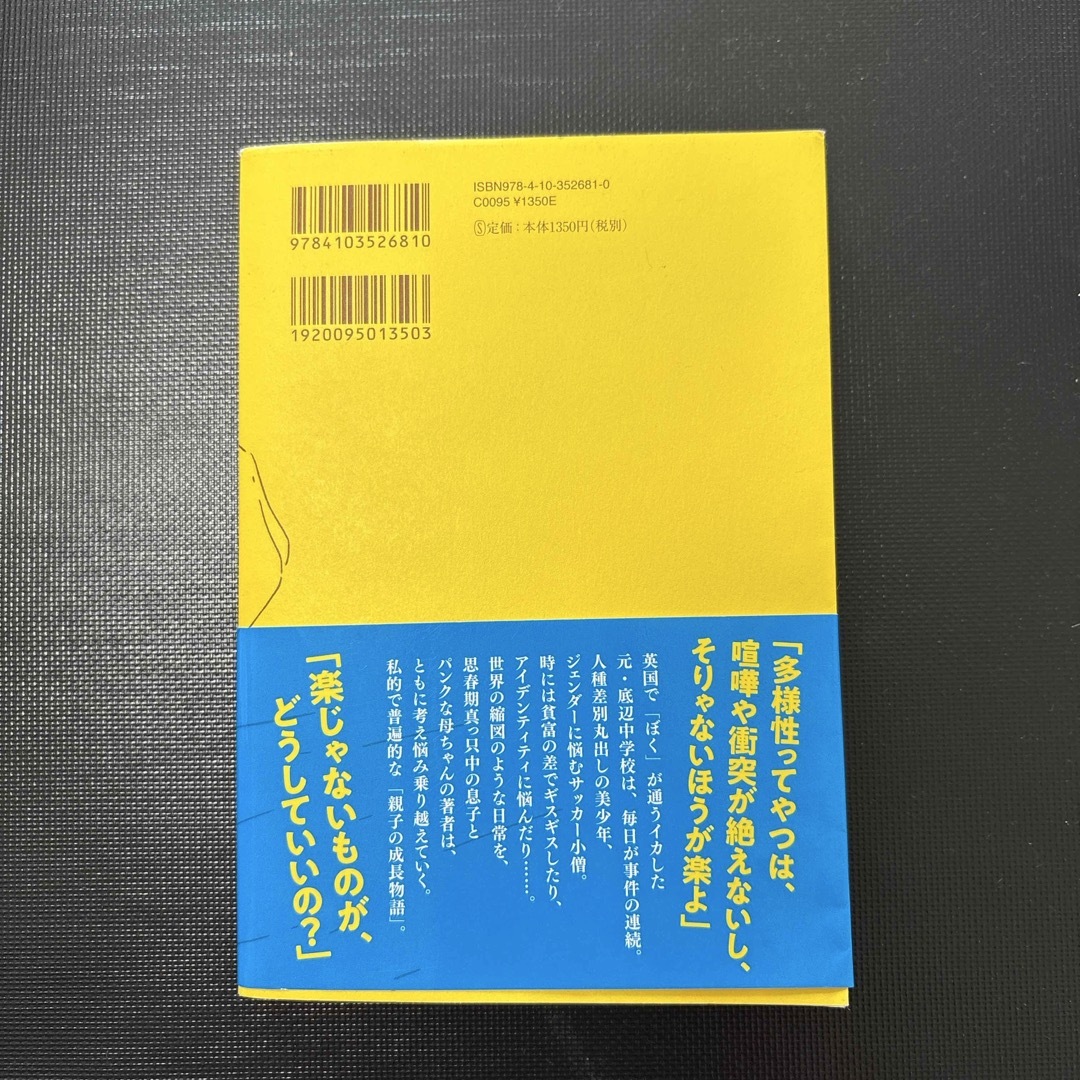 9784103526810
1920095013503
ISBN978-4-10-352681-0
C0095 ¥1350E
Ⓢ定価：本体1350円（税別）
「多様性ってやつは、
喧嘩や衝突が絶えないし、
そりゃないほうが楽よ」
英国で「ぼく」が通うイカした
元・底辺中学校は、毎日が事件の連続。
人種差別丸出しの美少年、
ジェンダーに悩むサッカー小僧。
時には貧富の差でギスギスしたり、
アイデンティティに悩んだり……。
世界の縮図のような日常を、
思春期真っ只中の息子と
パンクな母ちゃんの著者は、
ともに考え悩み乗り越えていく。
私的で普遍的な「親子の成長物語」。
「楽じゃないものが、
どうしていいの？」